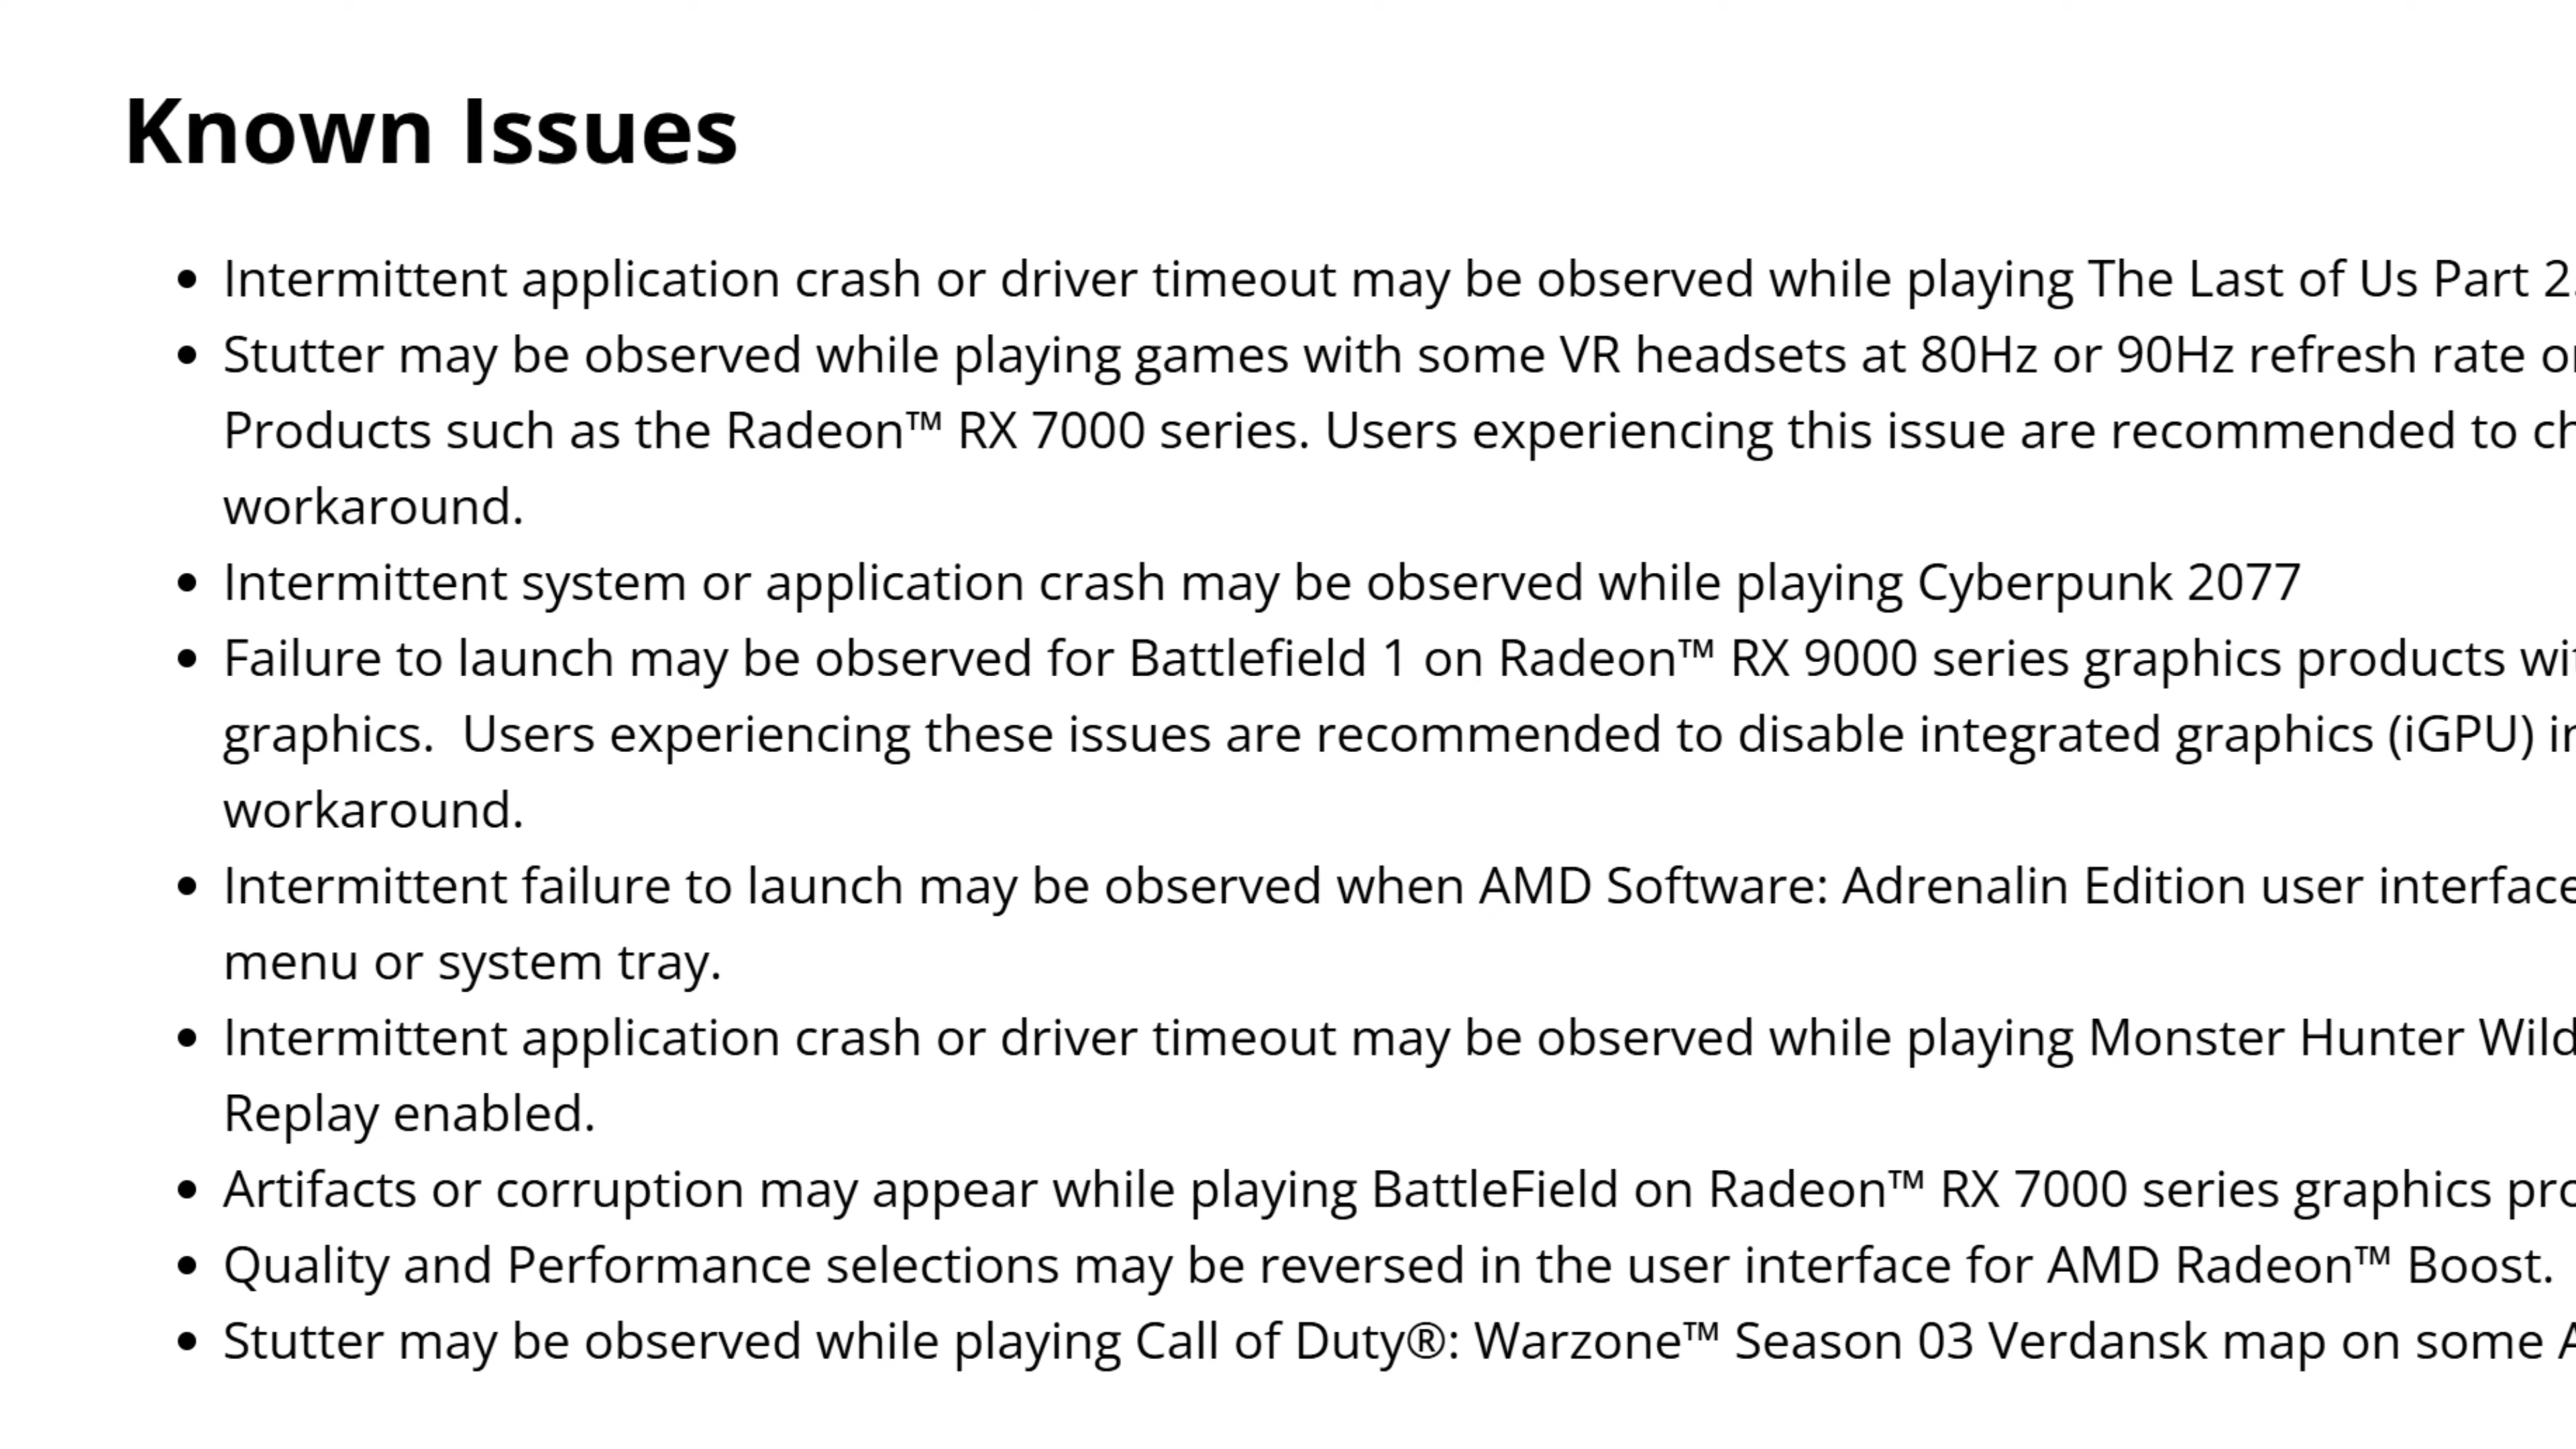 Known Issues
• Intermittent application crash or driver timeout may be observed while playing The Last of Us Part 2.
• Stutter may be observed while playing games with some VR headsets at 80Hz or 90Hz refresh rate
Products such as the Radeon™ RX 7000 series. Users experiencing this issue are recommended to
workaround.
• Intermittent system or application crash may be observed while playing Cyberpunk 2077
• Failure to launch may be observed for Battlefield 1 on Radeon™ RX 9000 series graphics products
graphics.  Users experiencing these issues are recommended to disable integrated graphics (iGPU)
workaround.
• Intermittent failure to launch may be observed when AMD Software: Adrenalin Edition user interface
menu or system tray.
• Intermittent application crash or driver timeout may be observed while playing Monster Hunter
Replay enabled.
• Artifacts or corruption may appear while playing BattleField on Radeon™ RX 7000 series graphics
• Quality and Performance selections may be reversed in the user interface for AMD Radeon™ Boost.
• Stutter may be observed while playing Call of Duty®: Warzone™ Season 03 Verdansk map on some